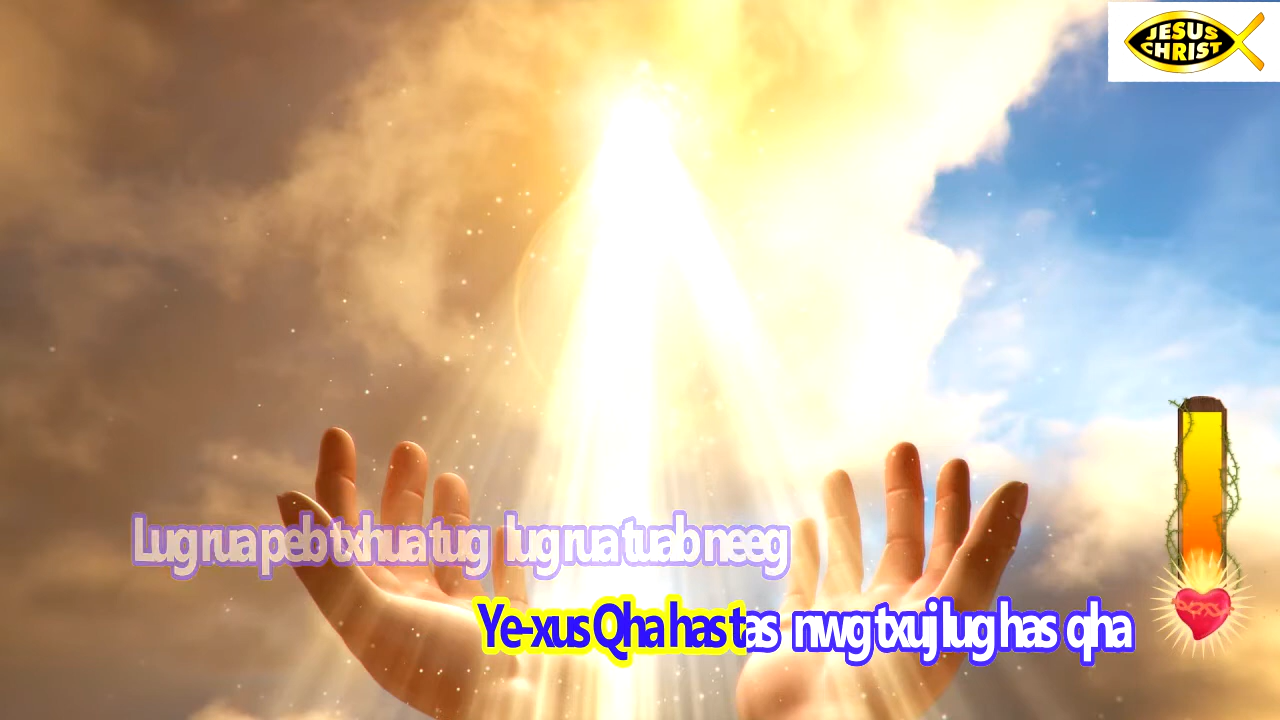 JESUS
CHRIST
Lug rua peb txhua tug lug rua tuab neeg
Ye-xus Qha has tas nwg txuj lug has qha